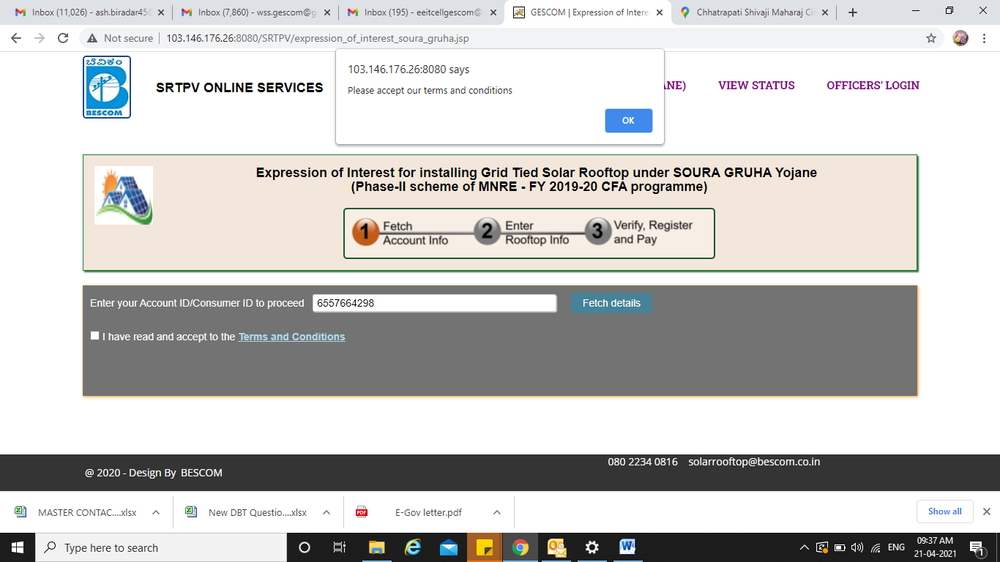 Inbox (11,026) - ash.biradar45@
Inbox (7,860) - wss.gescom@g
Inbox (195) - eeitcellgescom@
GESCOM | Expression of Intere
Chhatrapati Shivaji Maharaj Cir
Not secure | 103.146.176.26:8080/SRTPV/expression_of_interest_soura_gruha.jsp
103.146.176.26:8080 says
Please accept our terms and conditions
OK
ಬೆವಿಕಂ
BESCOM
SRTPV ONLINE SERVICES
ANE)
VIEW STATUS
OFFICERS' LOGIN
Expression of Interest for installing Grid Tied Solar Rooftop under SOURA GRUHA Yojane
(Phase-II scheme of MNRE - FY 2019-20 CFA programme)
1 Fetch Account Info
2 Enter Rooftop Info
3 Verify, Register and Pay
Enter your Account ID/Consumer ID to proceed 6557664298 Fetch details
I have read and accept to the Terms and Conditions
080 2234 0816 solarrooftop@bescom.co.in
@ 2020 - Design By BESCOM
MASTER CONTAC....xlsx
New DBT Questio....xlsx
PDF
E-Gov letter.pdf
Show all
Type here to search
ENG
09:37 AM
21-04-2021
1